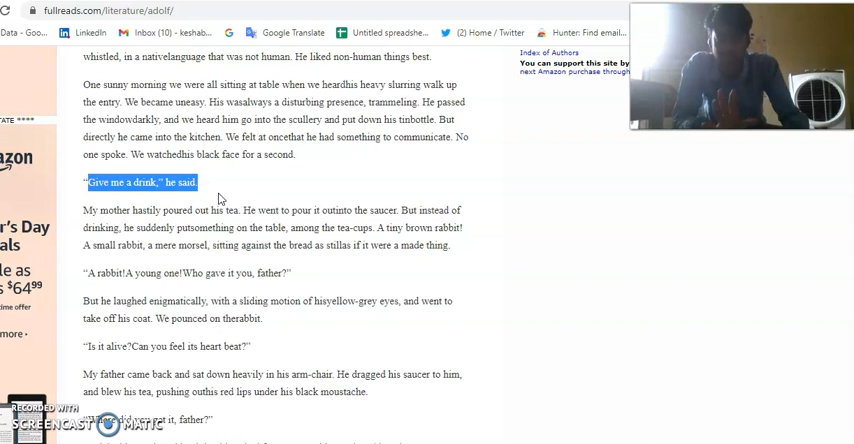 fullreads.com/literature/adolf/
Data - Goo...
LinkedIn
Inbox (10) - keshab...
Google Translate
Untitled spreadshe...
(2) Home / Twitter
Hunter: Find email...
whistled, in a nativelanguage that was not human. He liked non-human things best.
Index of Authors
You can support this site by
next Amazon purchase through
One sunny morning we were all sitting at table when we heardhis heavy slurring walk up
the entry. We became uneasy. His wasalways a disturbing presence, trammeling. He passed
the windowdarkly, and we heard him go into the scullery and put down his tinbottle. But
directly he came into the kitchen. We felt at oncethat he had something to communicate. No
one spoke. We watchedhis black face for a second.
“Give me a drink,” he said.
My mother hastily poured out his tea. He went to pour it outinto the saucer. But instead of
drinking, he suddenly putsomething on the table, among the tea-cups. A tiny brown rabbit!
A small rabbit, a mere morsel, sitting against the bread as stillas if it were a made thing.
“A rabbit!A young one!Who gave it you, father?”
But he laughed enigmatically, with a sliding motion of hisyellow-grey eyes, and went to
take off his coat. We pounced on therabbit.
“Is it alive?Can you feel its heart beat?”
My father came back and sat down heavily in his arm-chair. He dragged his saucer to him,
and blew his tea, pushing outhis red lips under his black moustache.
“Where d’d you get it, father?”
TATE ****
azon
r's Day
als
le as
$64⁹⁹
time offer
more
RECORDED WITH
SCREENCAST MATIC